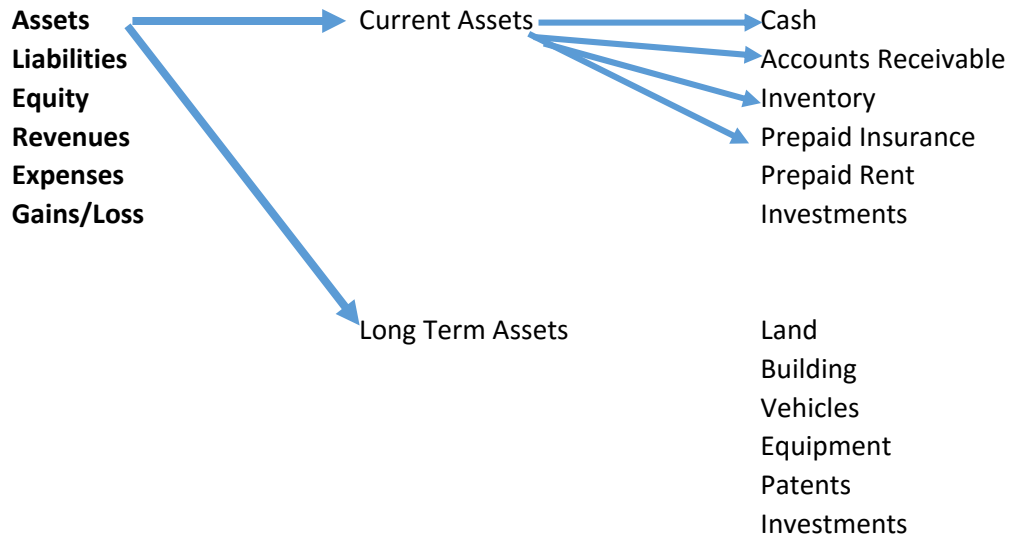 Assets Current Assets Cash
Liabilities Accounts Receivable
Equity Inventory
Revenues Prepaid Insurance
Expenses Prepaid Rent
Gains/Loss Investments
Long Term Assets Land
Building
Vehicles
Equipment
Patents
Investments